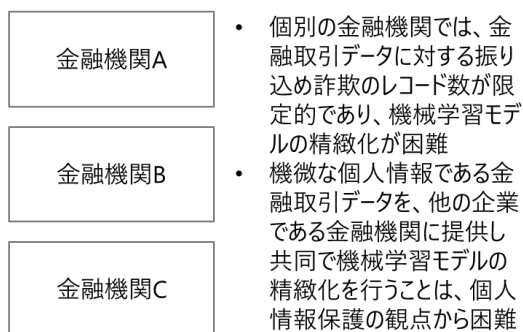 金融機関A
金融機関B
金融機関C
• 個別の金融機関では、金
融取引データに対する振り
込め詐欺のレコード数が限
定的であり、機械学習モデ
ルの精緻化が困難
• 機微な個人情報である金
融取引データを、他の企業
である金融機関に提供し
共同で機械学習モデルの
精緻化を行うことは、個人
情報保護の観点から困難